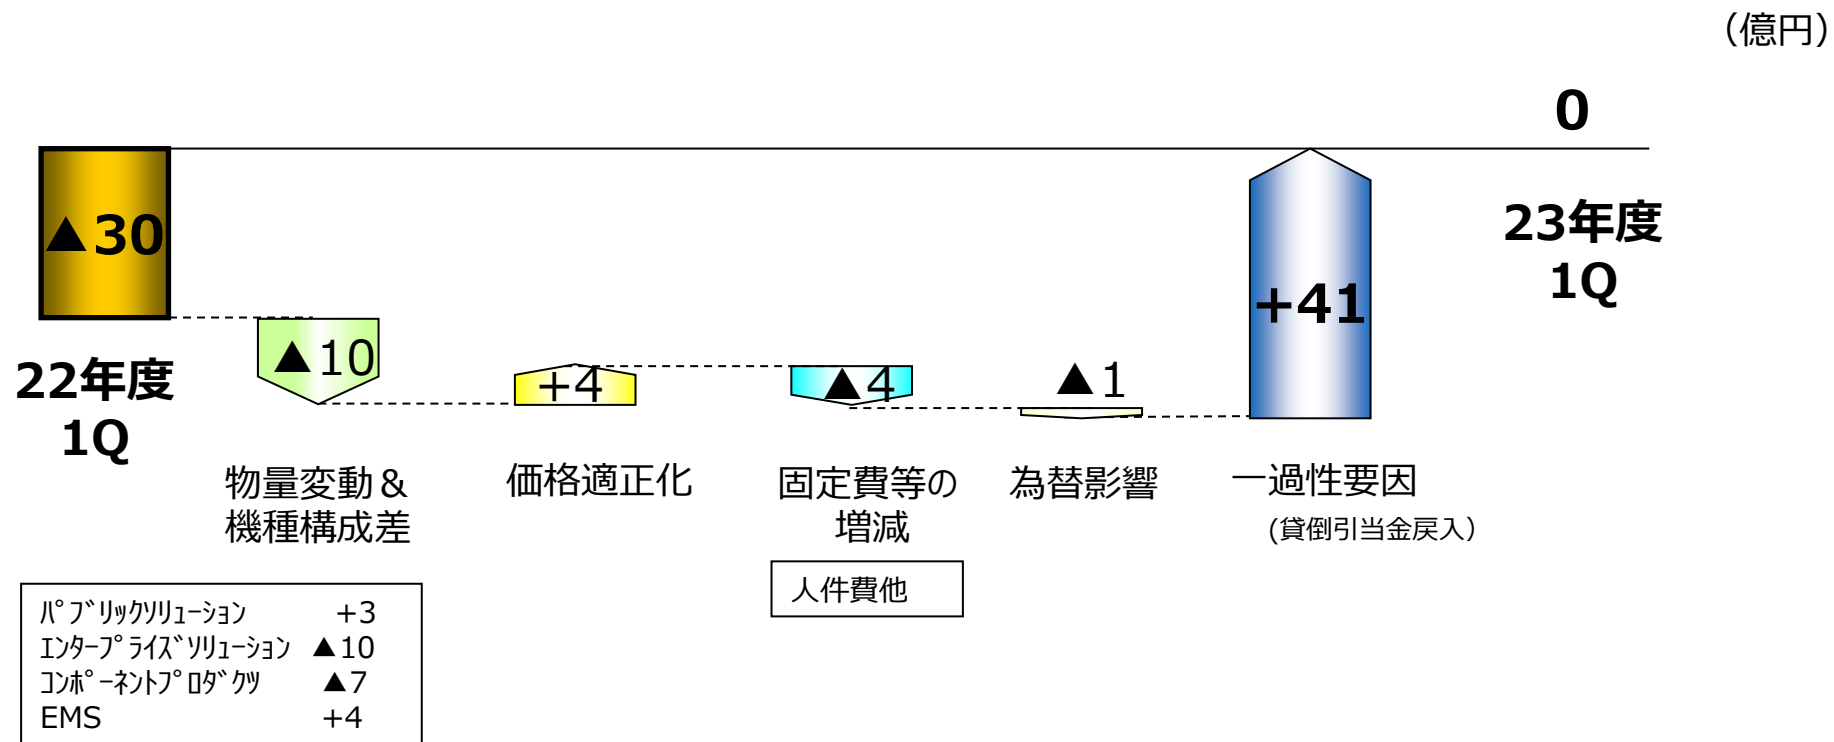 （億円）
0
▲30
22年度
1Q
▲10
+4
▲4
▲1
+41
23年度
1Q
物量変動＆
機種構成差
価格適正化
固定費等の
増減
為替影響
一過性要因
(貸倒引当金戻入）
人件費他
ﾊﾟﾌﾞﾘｯｸｿﾘｭｰｼｮﾝ +3
ｴﾝﾀｰﾌﾟﾗｲｽﾞｿﾘｭｰｼｮﾝ ▲10
ｺﾝﾎﾟｰﾈﾝﾄﾌﾟﾛﾀﾞｸﾂ ▲7
EMS +4